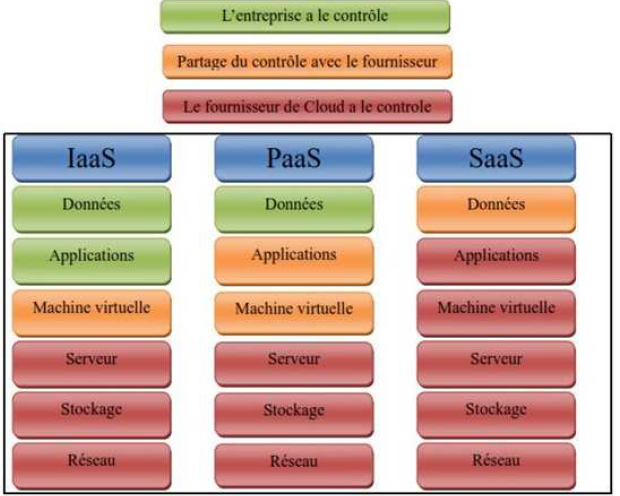 L'entreprise a le contrôle
Partage du contrôle avec le fournisseur
Le fournisseur de Cloud a le controle
IaaS PaaS SaaS
Données Données Données
Applications Applications Applications
Machine virtuelle Machine virtuelle Machine virtuelle
Serveur Serveur Serveur
Stockage Stockage Stockage
Réseau Réseau Réseau